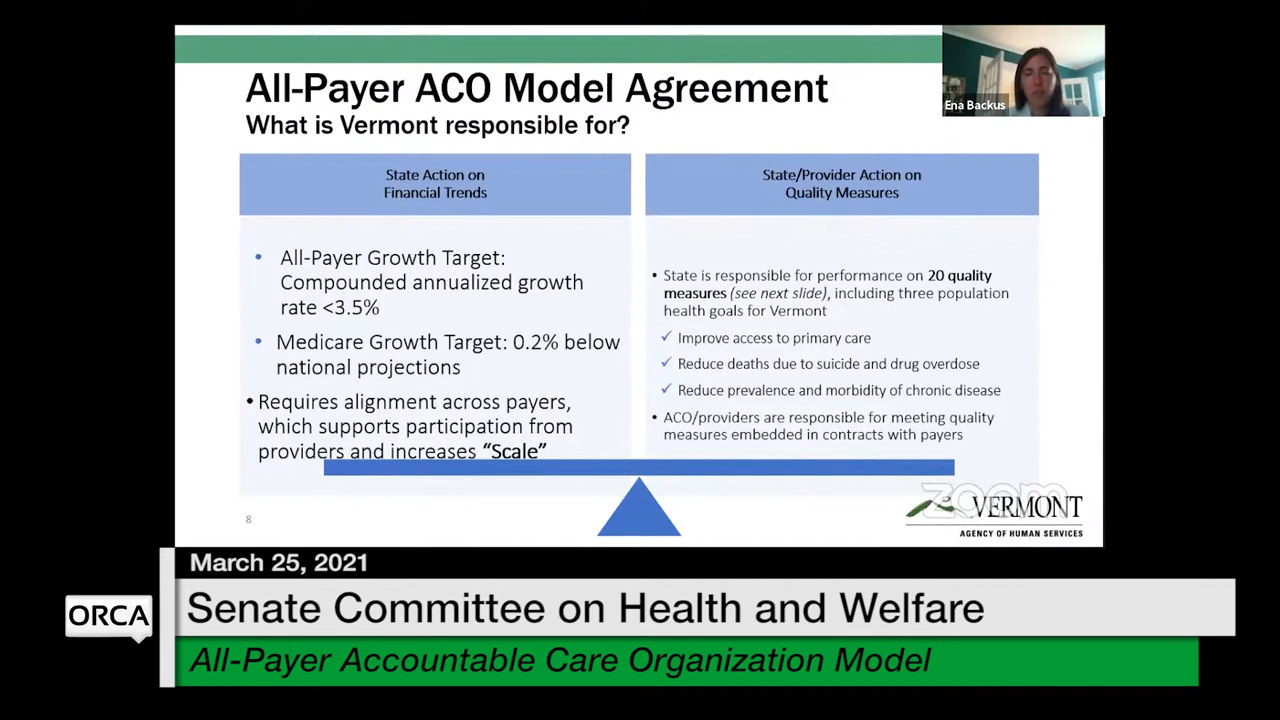 All-Payer ACO Model Agreement
What is Vermont responsible for?
Ena Backus
State Action on
Financial Trends
• All-Payer Growth Target:
Compounded annualized growth
rate <3.5%
• Medicare Growth Target: 0.2% below
national projections
• Requires alignment across payers,
which supports participation from
providers and increases “Scale”
State/Provider Action on
Quality Measures
• State is responsible for performance on 20 quality
measures (see next slide), including three population
health goals for Vermont
✓ Improve access to primary care
✓ Reduce deaths due to suicide and drug overdose
✓ Reduce prevalence and morbidity of chronic disease
• ACO/providers are responsible for meeting quality
measures embedded in contracts with payers
8
zoom
VERMONT
AGENCY OF HUMAN SERVICES
March 25, 2021
ORCA
Senate Committee on Health and Welfare
All-Payer Accountable Care Organization Model